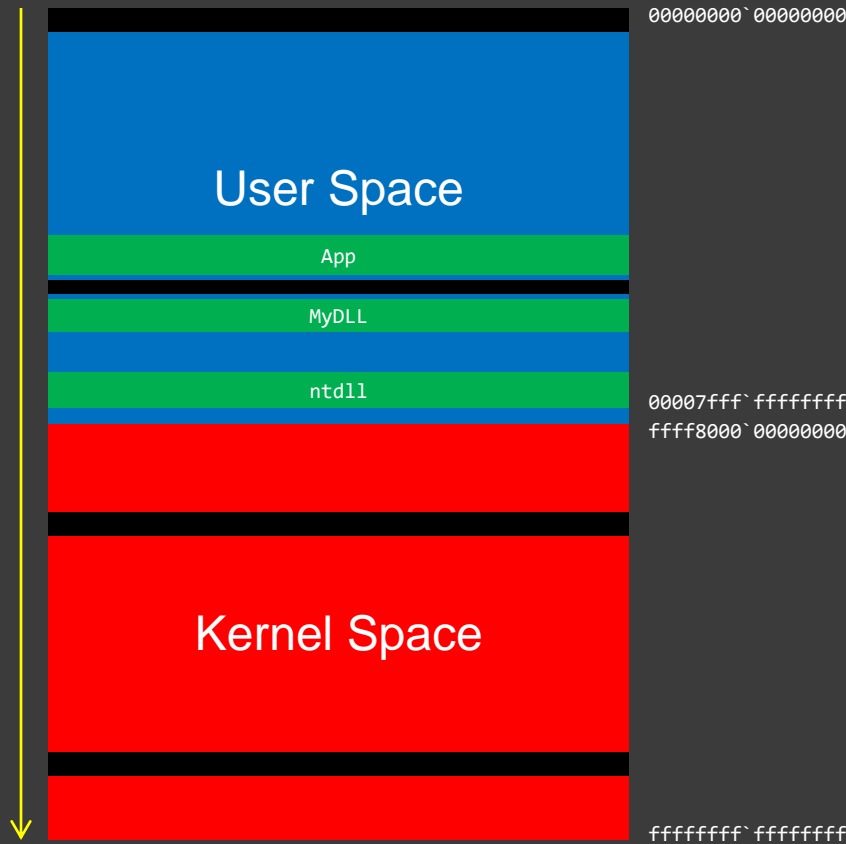 00000000`00000000
User Space
App
MyDLL
ntdll
00007fff`ffffffff
ffff8000`00000000
Kernel Space
ffffffff`ffffffff